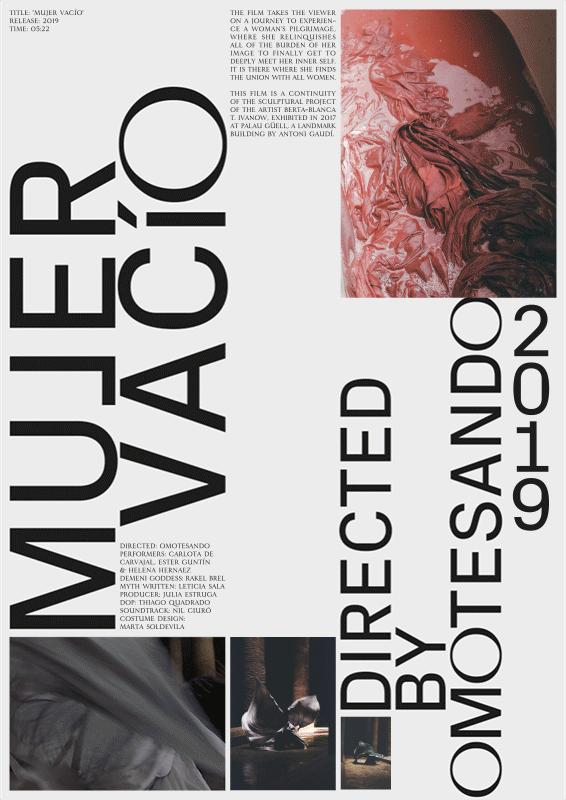 TITLE: "MUJER VACÍO"
RELEASE: 2019
TIME: 05:22
THE FILM TAKES THE VIEWER
ON A JOURNEY TO EXPERIEN-
CE A WOMAN'S PILGRIMAGE,
WHERE SHE RELINQUISHES
ALL OF THE BURDEN OF HER
IMAGE TO FINALLY GET TO
DEEPLY MEET HER INNER SELF.
IT IS THERE WHERE SHE FINDS
THE UNION WITH ALL WOMEN.
THIS FILM IS A CONTINUITY
OF THE SCULPTURAL PROJECT
OF THE ARTIST BERTA-BLANCA
T. IVANOW, EXHIBITED IN 2017
AT PALAU GÜELL, A LANDMARK
BUILDING BY ANTONI GAUDÍ.
MUJER
VACÍO
DIRECTED: OMOTESANDO
PERFORMERS: CARLOTA DE
CARVAJAL, ESTER GUNTÍN
& HELENA HERNAEZ
DEMENI GODDESS: RAKEL BREL
MYTH WRITTEN: LETICIA SALA
PRODUCER: JULIA ESTRUGA
DOP: THIAGO QUADRADO
SOUNDTRACK: NIL CIURÓ
COSTUME DESIGN:
MARTA SOLDEVILA
DIRECTED
BY
OMOTESANDO
2019